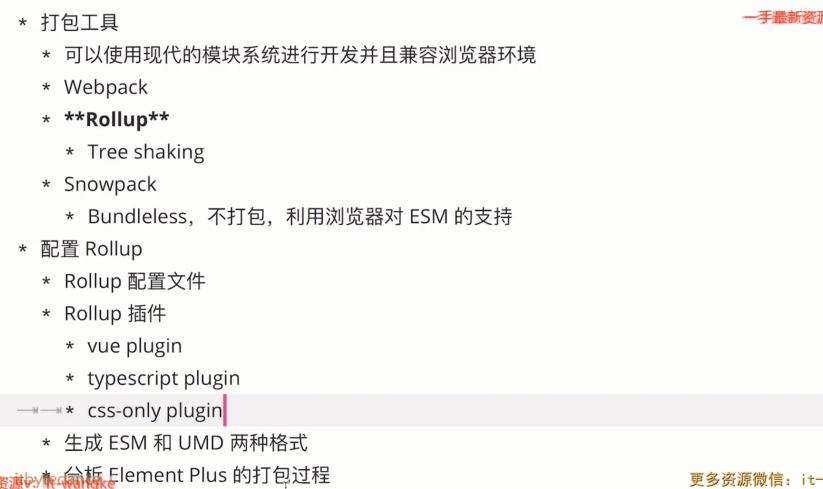 * 打包工具
一手最新资源
* 可以使用现代的模块系统进行开发并且兼容浏览器环境
* Webpack
* **Rollup**
* Tree shaking
* Snowpack
* Bundleless，不打包，利用浏览器对 ESM 的支持
* 配置 Rollup
* Rollup 配置文件
* Rollup 插件
* vue plugin
* typescript plugin
* css-only plugin
* 生成 ESM 和 UMD 两种格式
* 分析 Element Plus 的打包过程
更多资源微信：it-